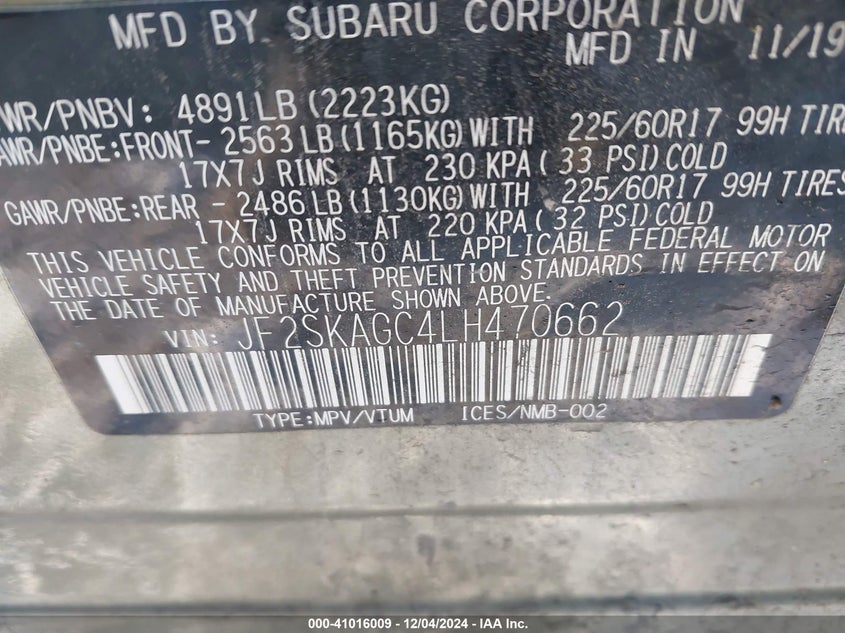 MFD BY SUBARU CORPORATION
MFD IN 11/19
WR/PNBV: 4891LB (2223KG)
AWR/PNBE:FRONT- 2563LB(1165KG)WITH 225/60R17 99H TIRE
17X7J RIMS AT 230 KPA( 33 PSI)COLD
GAWR/PNBE:REAR - 2486LB(1130KG)WITH 225/60R17 99H TIRES
17X7J RIMS AT 220 KPA( 32 PSI)COLD
THIS VEHICLE CONFORMS TO ALL APPLICABLE FEDERAL MOTOR
VEHICLE SAFETY AND THEFT PREVENTION STANDARDS IN EFFECT ON
THE DATE OF MANUFACTURE SHOWN ABOVE.
VIN: JF2SKAGC4LH470662
TYPE:MPV/VTUM ICES/NMB-002
000-41016009 - 12/04/2024 - IAA Inc.